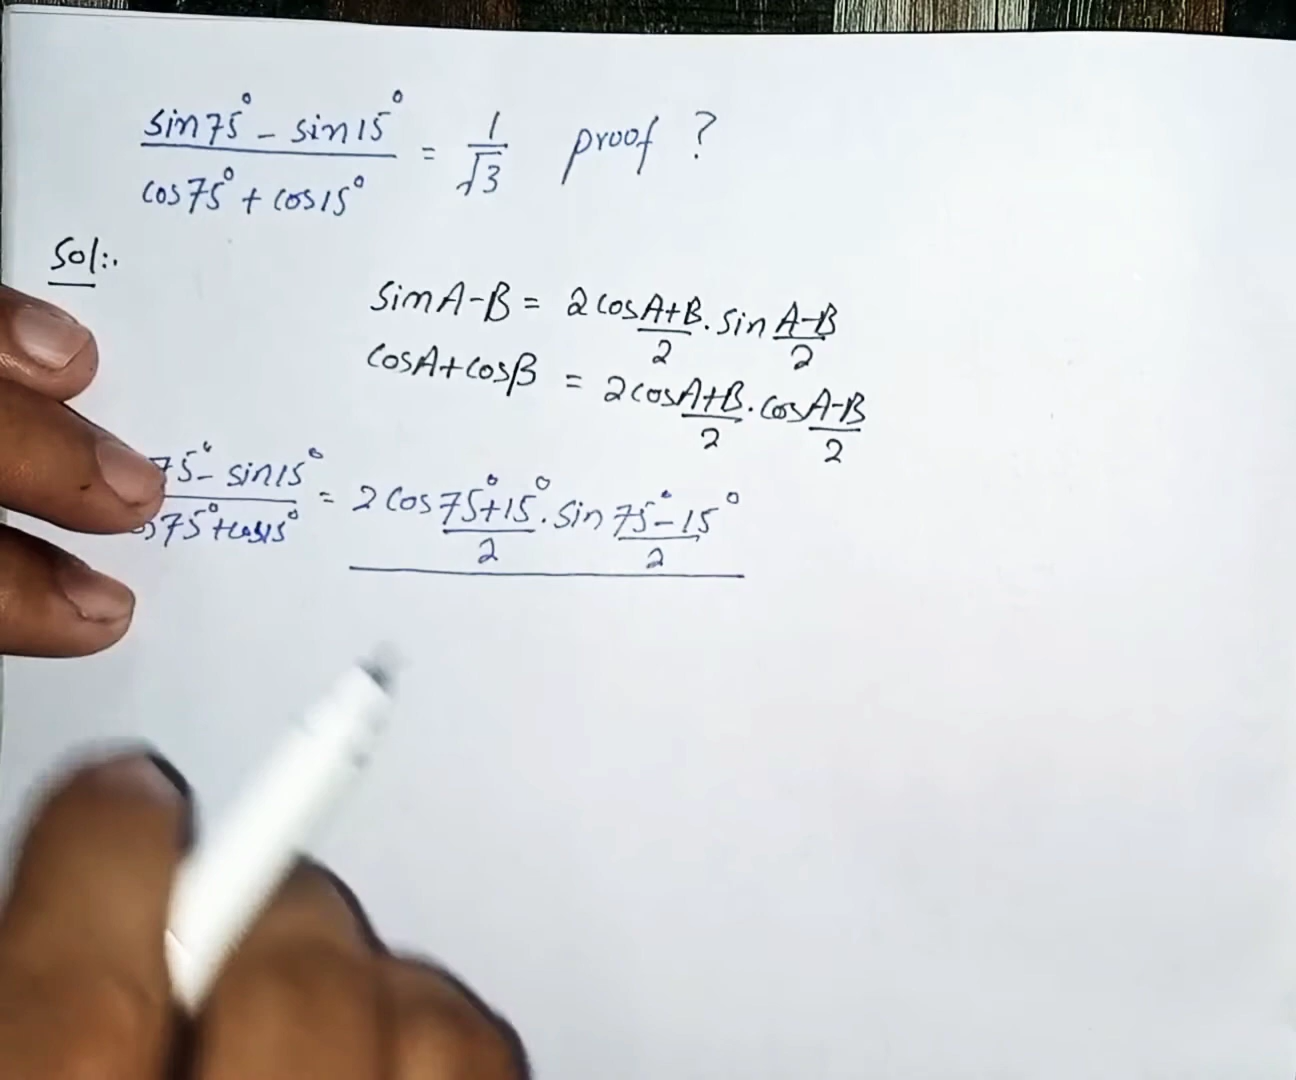 sin75° - sin15° / cos75° + cos15° = 1/√3 proof ?
Sol:.
sinA-B = 2cos A+B/2 . sin A-B/2
cosA+cosB = 2cos A+B/2 . cos A-B/2
75° - sin15° / 75°+cos15° = 2cos 75°+15°/2 . sin 75°-15°/2